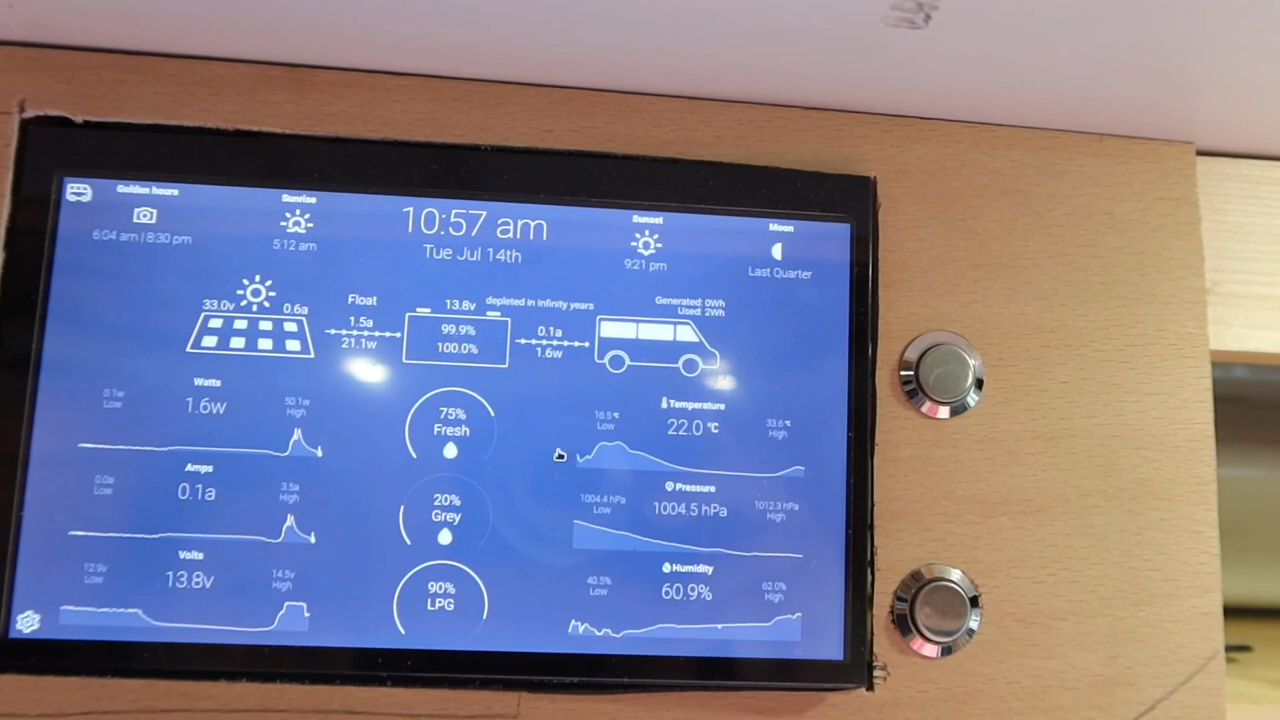 Golden hours
6:04 am | 8:30 pm
Sunrise
5:12 am
10:57 am
Tue Jul 14th
Sunset
9:21 pm
Moon
Last Quarter
33.0v 0.6a
Float
1.5a
21.1w
13.8v
99.9%
100.0%
depleted in Infinity years
0.1a
1.6w
Generated: 0Wh
Used: 2Wh
Watts
0.1w
Low
1.6w
50.1w
High
Amps
0.0a
Low
0.1a
3.5a
High
Volts
12.9v
Low
13.8v
14.5v
High
75%
Fresh
20%
Grey
90%
LPG
Temperature
16.5 °C
Low
22.0 °C
33.6 °C
High
Pressure
1004.4 hPa
Low
1004.5 hPa
1012.3 hPa
High
Humidity
40.5%
Low
60.9%
62.0%
High